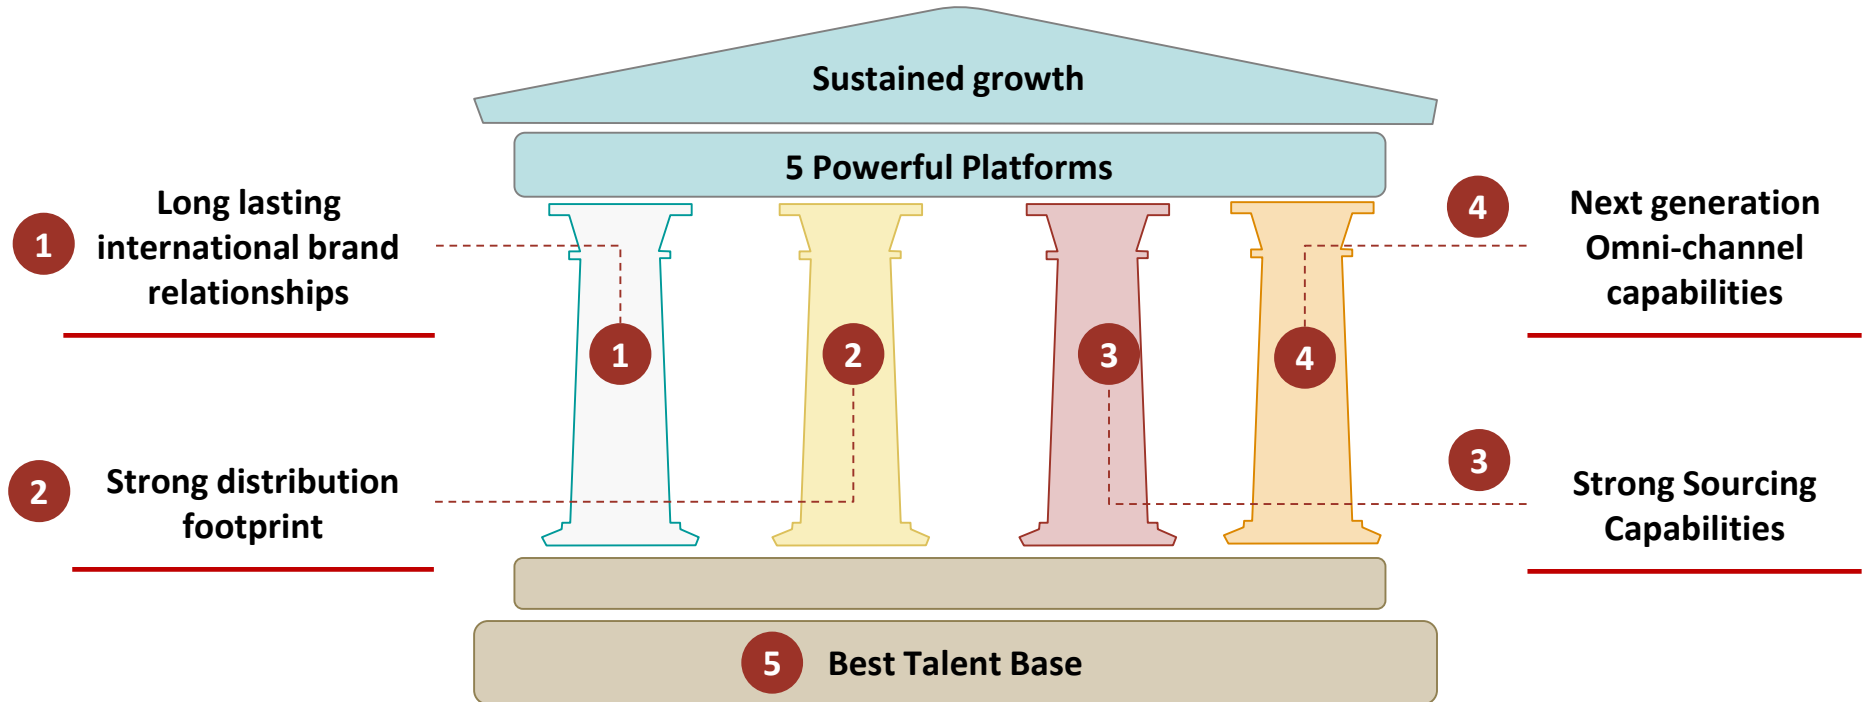 Sustained growth
5 Powerful Platforms
1
Long lasting
international brand
relationships
2
Strong distribution
footprint
4
Next generation
Omni-channel
capabilities
3
Strong Sourcing
Capabilities
1
2
3
4
5 Best Talent Base